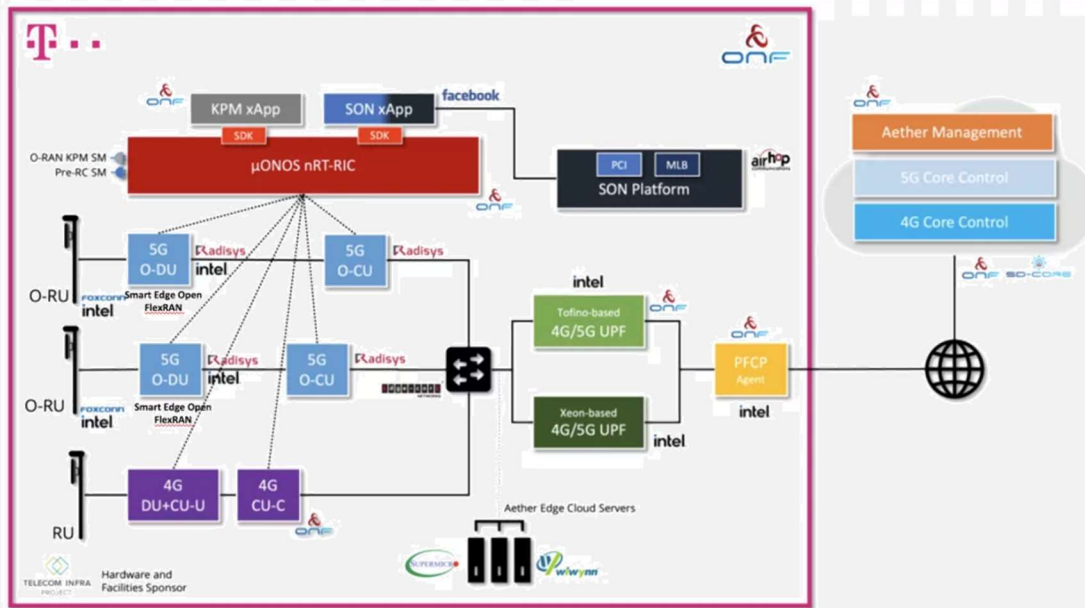 T
ONF
ONF
KPM xApp
SON xApp
facebook
SDK
SDK
O-RAN KPM SM
Pre-RC SM
µONOS nRT-RIC
ONF
PCI
MLB
SON Platform
airhop
communications
ONF
Aether Management
5G Core Control
4G Core Control
ONF
SD-CORE
5G
O-DU
Radisys
intel
5G
O-CU
Radisys
O-RU
FOXCONN
intel
Smart Edge Open
FlexRAN
intel
Tofino-based
4G/5G UPF
ONF
5G
O-DU
Radisys
intel
5G
O-CU
Radisys
ONF
PFCP
Agent
intel
O-RU
FOXCONN
intel
Smart Edge Open
FlexRAN
NETWORKS
Xeon-based
4G/5G UPF
intel
4G
DU+CU-U
4G
CU-C
ONF
RU
Aether Edge Cloud Servers
SUPERMICRO
wiwynn
TELECOM INFRA
PROJECT
Hardware and
Facilities Sponsor